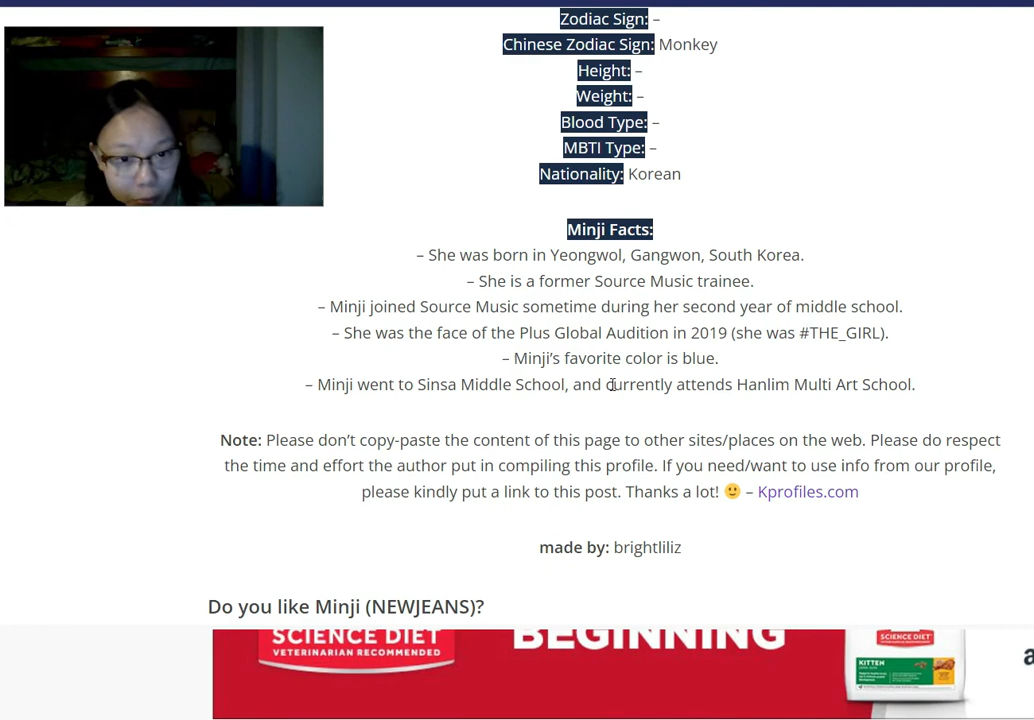 Zodiac Sign: –
Chinese Zodiac Sign: Monkey
Height: –
Weight: –
Blood Type: –
MBTI Type: –
Nationality: Korean
Minji Facts:
– She was born in Yeongwol, Gangwon, South Korea.
– She is a former Source Music trainee.
– Minji joined Source Music sometime during her second year of middle school.
– She was the face of the Plus Global Audition in 2019 (she was #THE_GIRL).
– Minji’s favorite color is blue.
– Minji went to Sinsa Middle School, and currently attends Hanlim Multi Art School.
Note: Please don’t copy-paste the content of this page to other sites/places on the web. Please do respect
the time and effort the author put in compiling this profile. If you need/want to use info from our profile,
please kindly put a link to this post. Thanks a lot! 🙂 – Kprofiles.com
made by: brightliliz
Do you like Minji (NEWJEANS)?
SCIENCE DIET
VETERINARIAN RECOMMENDED
BEGINNING
SCIENCE DIET
KITTEN
a